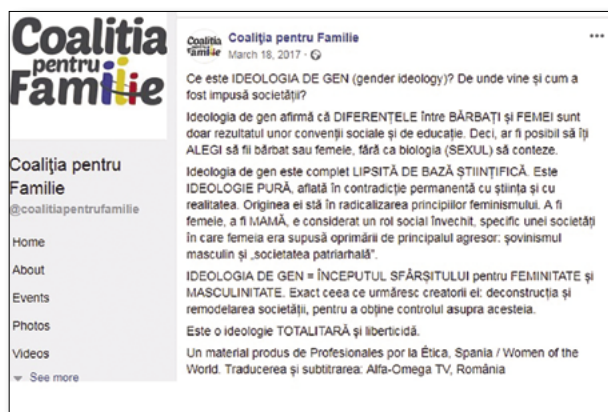 Coaliția
pentru
Familie
Coaliţia pentru
Familie
@coalitiapentrufamilie
Home
About
Events
Photos
Videos
See more
Coaliția
pentru
Familie
Coaliţia pentru Familie
March 18, 2017 ·
Ce este IDEOLOGIA DE GEN (gender ideology)? De unde vine și cum a
fost impusă societății?
Ideologia de gen afirmă că DIFERENȚELE între BĂRBAȚI și FEMEI sunt
doar rezultatul unor convenții sociale și de educație. Deci, ar fi posibil să îți
ALEGI să fii bărbat sau femeie, fără ca biologia (SEXUL) să conteze.
Ideologia de gen este complet LIPSITĂ DE BAZĂ ȘTIINȚIFICĂ. Este
IDEOLOGIE PURĂ, aflată în contradicție permanentă cu știința și cu
realitatea. Originea ei stă în radicalizarea principiilor feminismului. A fi
femeie, a fi MAMĂ, e considerat un rol social învechit, specific unei societăți
în care femeia era supusă oprimării de principalul agresor: șovinismul
masculin și „societatea patriarhală”.
IDEOLOGIA DE GEN = ÎNCEPUTUL SFÂRȘITULUI pentru FEMINITATE și
MASCULINITATE. Exact ceea ce urmăresc creatorii ei: deconstrucția și
remodelarea societății, pentru a obține controlul asupra acesteia.
Este o ideologie TOTALITARĂ și liberticidă.
Un material produs de Profesionales por la Ética, Spania / Women of the
World. Traducerea și subtitrarea: Alfa-Omega TV, România